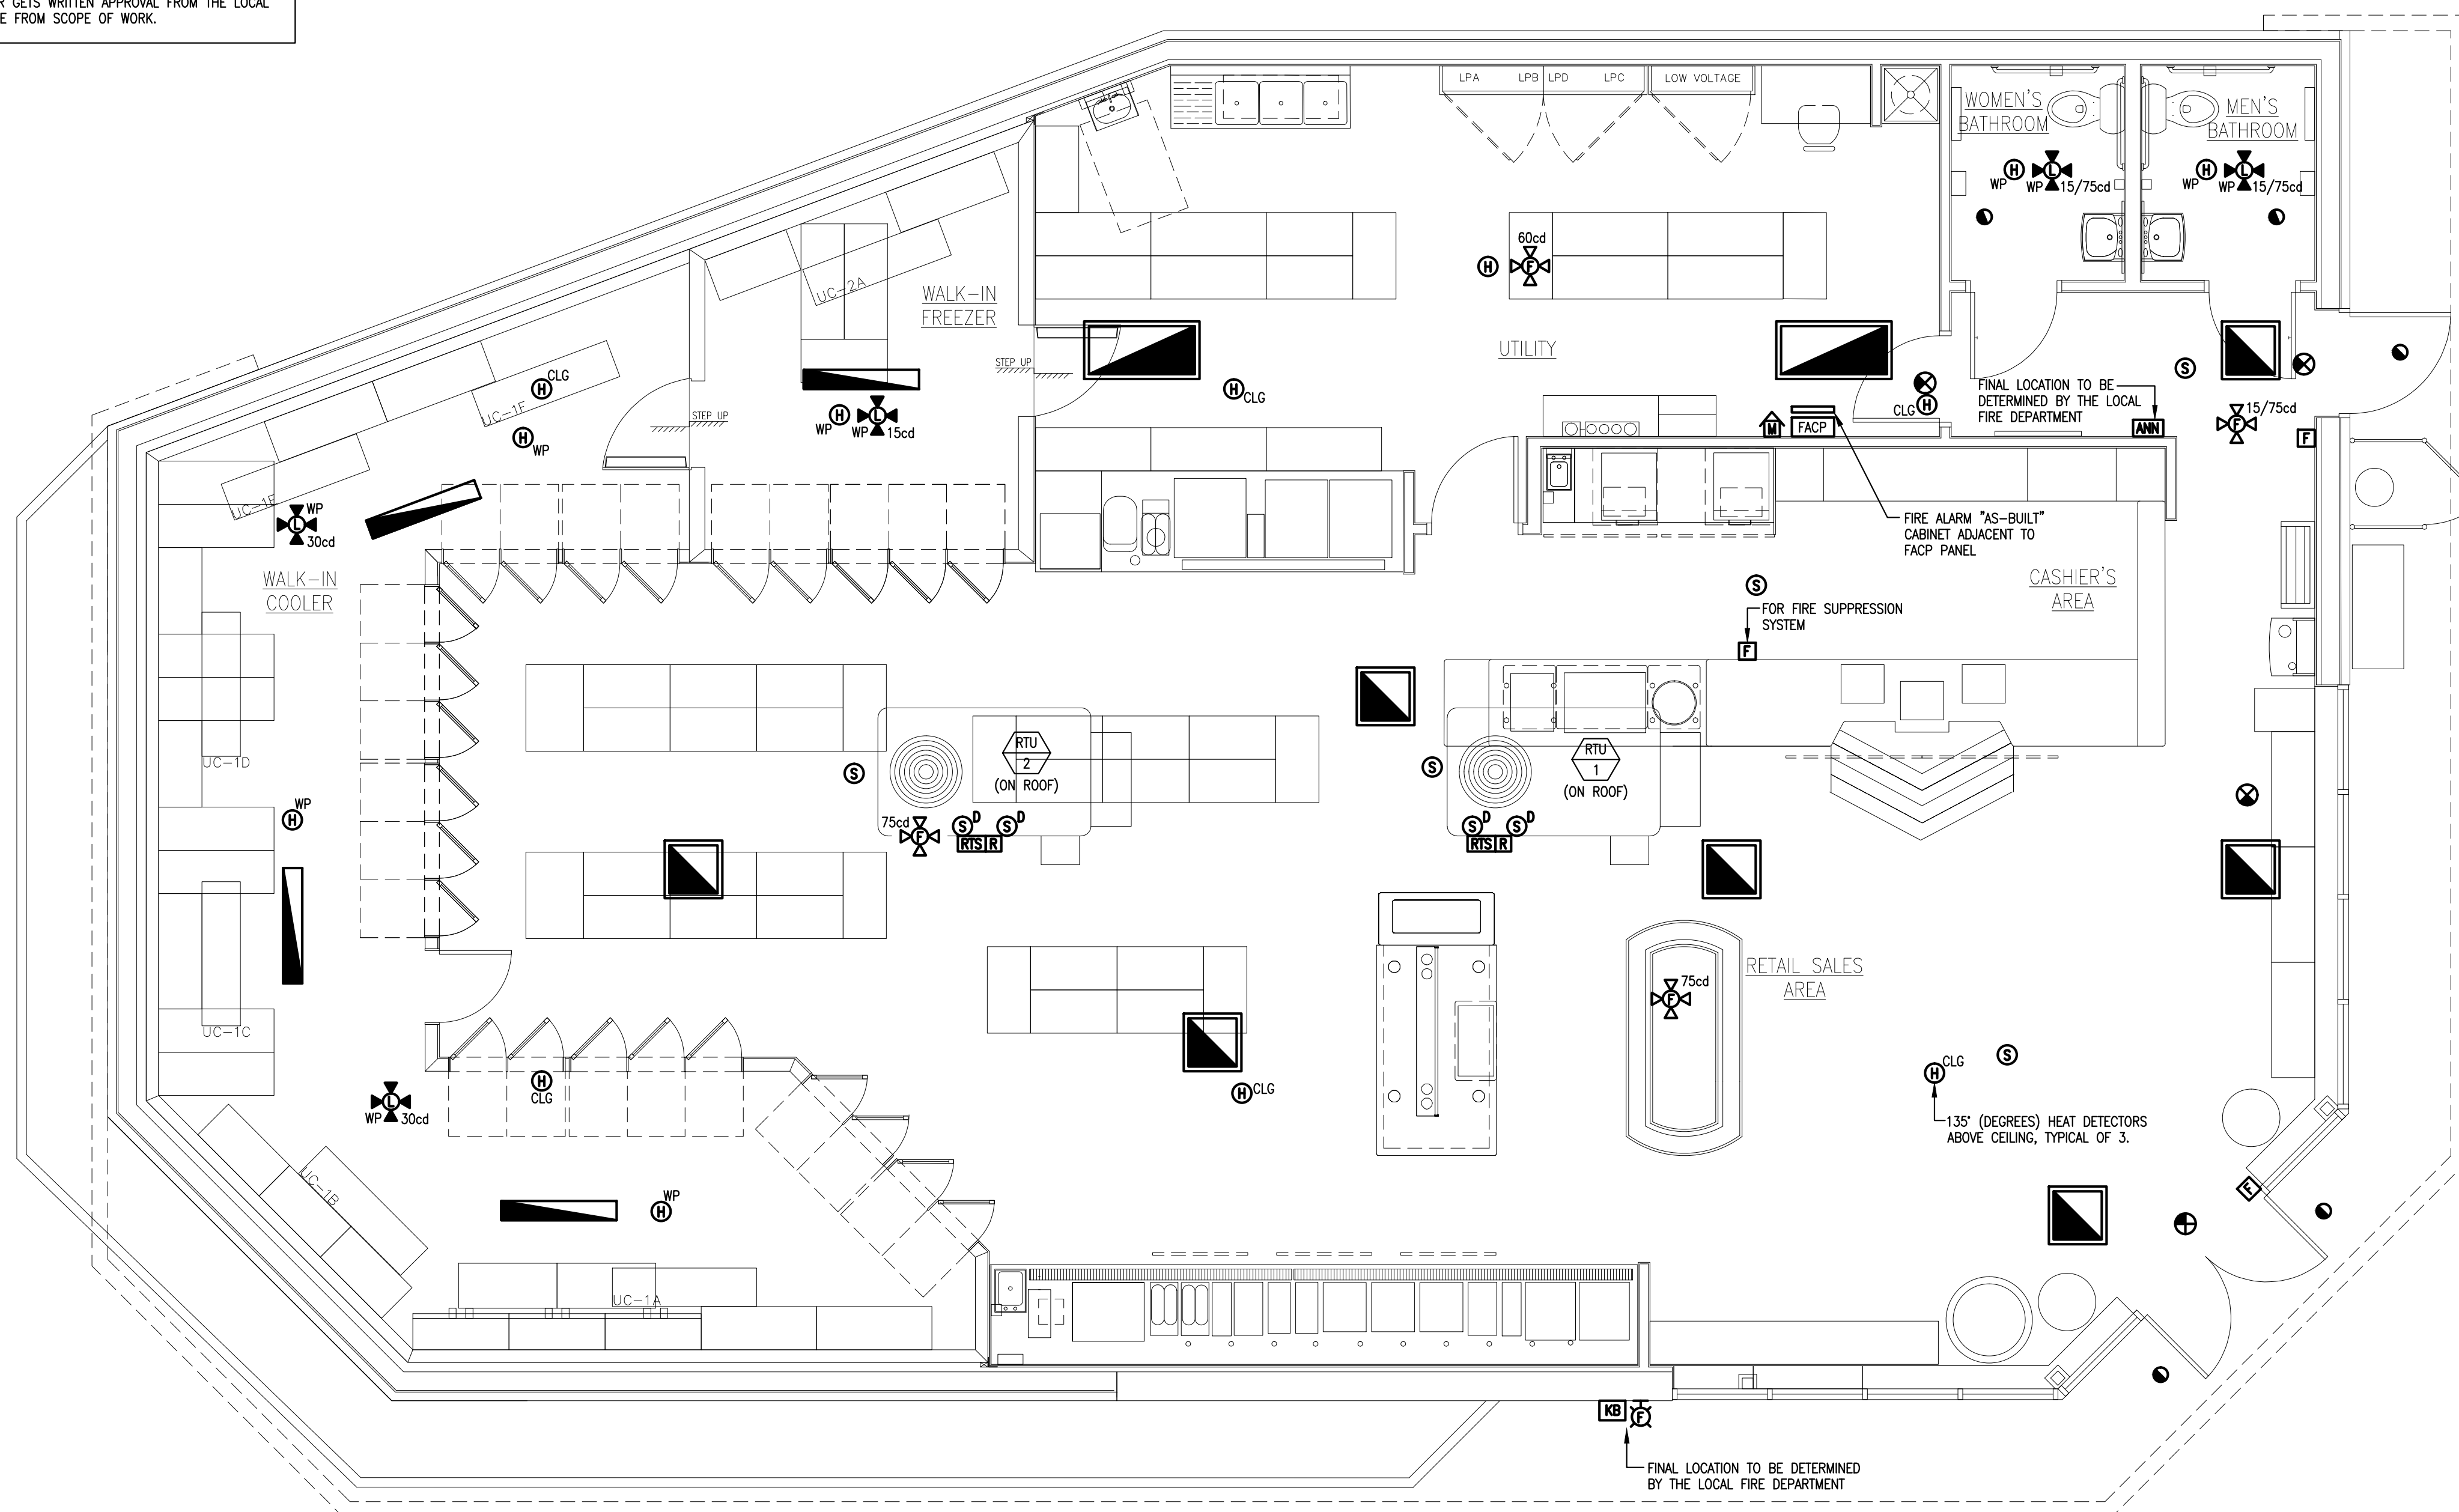 R GETS WRITTEN APPROVAL FROM THE LOCAL
E FROM SCOPE OF WORK.
LPA LPB LPD LPC LOW VOLTAGE
WOMEN'S
BATHROOM
MEN'S
BATHROOM
H L
WP WP 15/75cd
H L
WP WP 15/75cd
60cd
H F
UC-2A
WALK-IN
FREEZER
UTILITY
STEP UP
S
FINAL LOCATION TO BE
DETERMINED BY THE LOCAL
FIRE DEPARTMENT
CLG
H
UC-1F
H
WP
H CLG
CLG H
STEP UP
H L
WP WP 15cd
M FACP
ANN
15/75cd
F
F
UC-1E
WP
L
30cd
FIRE ALARM "AS-BUILT"
CABINET ADJACENT TO
FACP PANEL
WALK-IN
COOLER
CASHIER'S
AREA
S
FOR FIRE SUPPRESSION
SYSTEM
F
UC-1D
RTU
2
(ON ROOF)
RTU
1
(ON ROOF)
S
S
WP
H
75cd
F
S D S D
RTS R
S D S D
RTS R
RETAIL SALES
AREA
75cd
F
UC-1C
S
H CLG
H
CLG
H CLG
L
WP 30cd
135° (DEGREES) HEAT DETECTORS
ABOVE CEILING, TYPICAL OF 3.
UC-1B
WP
H
F
UC-1A
KB F
FINAL LOCATION TO BE DETERMINED
BY THE LOCAL FIRE DEPARTMENT